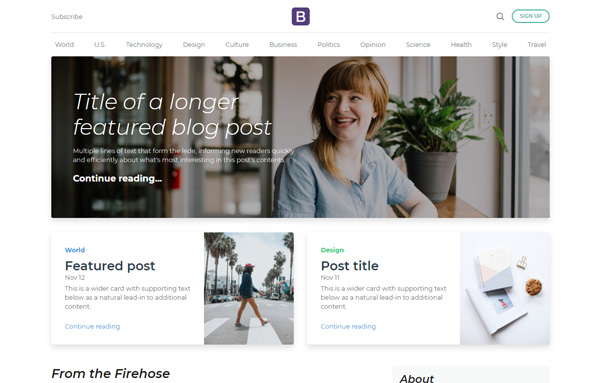 Subscribe
B
SIGN UP
World U.S. Technology Design Culture Business Politics Opinion Science Health Style Travel
Title of a longer
featured blog post
Multiple lines of text that form the lede, informing new readers quickly
and efficiently about what's most interesting in this post's contents.
Continue reading...
World
Featured post
Nov 12
This is a wider card with supporting text
below as a natural lead-in to additional
content.
Continue reading
Design
Post title
Nov 11
This is a wider card with supporting text
below as a natural lead-in to additional
content.
Continue reading
From the Firehose
About